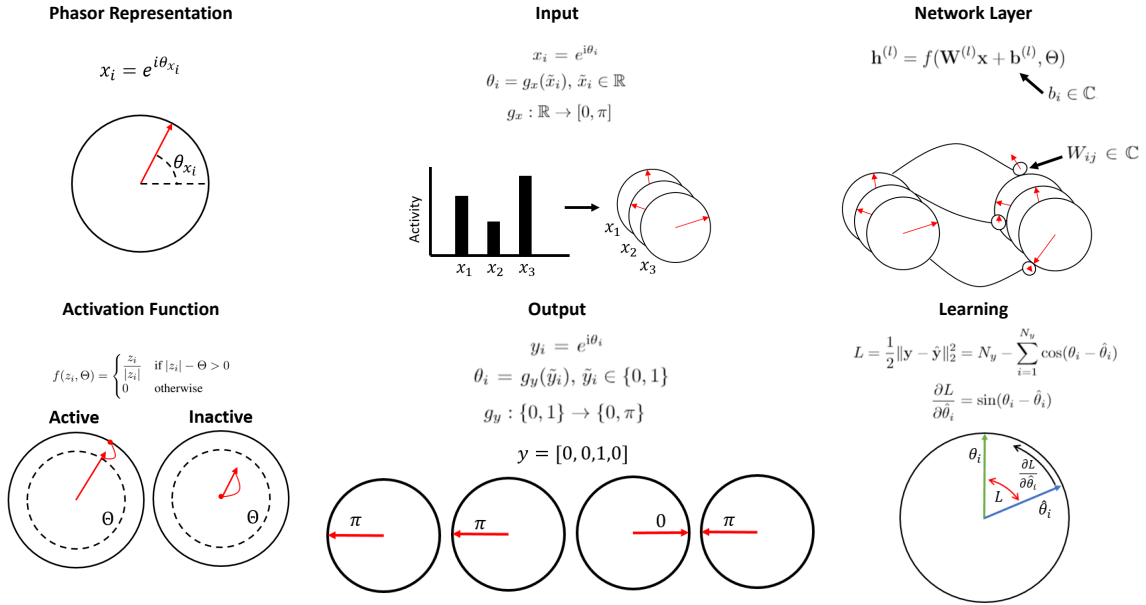 Phasor Representation
x_i = e^{iθ_{x_i}}
θ_{x_i}
Input
x_i = e^{iθ_i}
θ_i = g_x(x̃_i), x̃_i ∈ ℝ
g_x : ℝ → [0, π]
Activity
x_1 x_2 x_3
x_1
x_2
x_3
Network Layer
h^{(l)} = f(W^{(l)}x + b^{(l)}, Θ)
b_i ∈ ℂ
W_{ij} ∈ ℂ
Activation Function
f(z_i, Θ) = { z_i/|z_i| if |z_i| − Θ > 0
0 otherwise
Active Inactive
Θ Θ
Output
y_i = e^{iθ_i}
θ_i = g_y(ỹ_i), ỹ_i ∈ {0, 1}
g_y : {0, 1} → {0, π}
y = [0, 0,1,0]
π π 0 π
Learning
L = 1/2 ‖y − ŷ‖_2^2 = N_y − ∑_{i=1}^{N_y} cos(θ_i − θ̂_i)
∂L/∂θ̂_i = sin(θ_i − θ̂_i)
θ_i
∂L/∂θ̂_i
L
θ̂_i